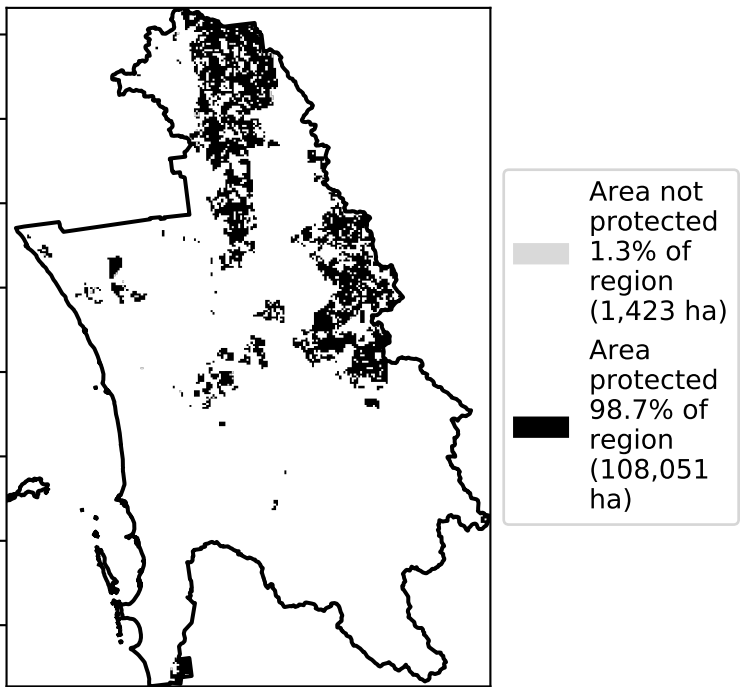 Area not
protected
1.3% of
region
(1,423 ha)
Area
protected
98.7% of
region
(108,051
ha)